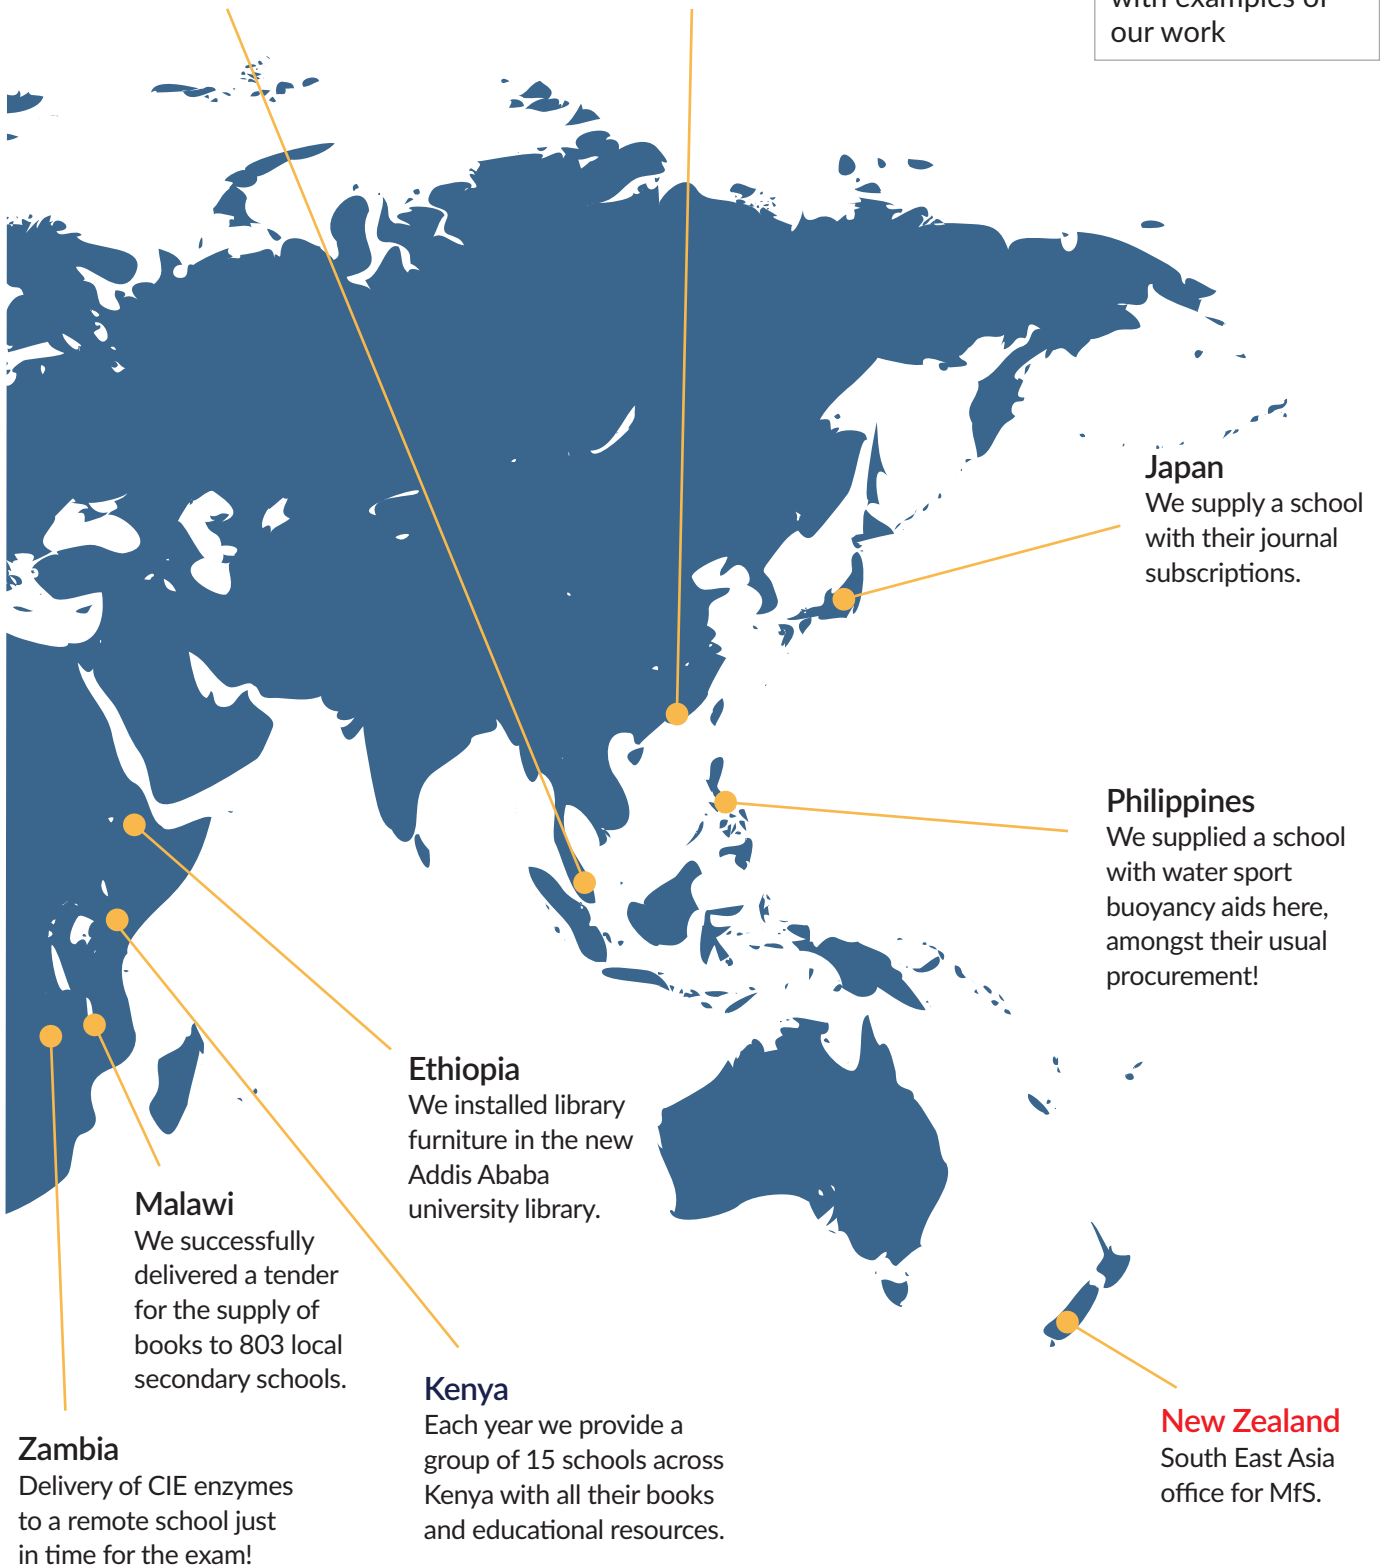 with examples of
our work
Japan
We supply a school
with their journal
subscriptions.
Philippines
We supplied a school
with water sport
buoyancy aids here,
amongst their usual
procurement!
Ethiopia
We installed library
furniture in the new
Addis Ababa
university library.
Malawi
We successfully
delivered a tender
for the supply of
books to 803 local
secondary schools.
Kenya
Each year we provide a
group of 15 schools across
Kenya with all their books
and educational resources.
New Zealand
South East Asia
office for MfS.
Zambia
Delivery of CIE enzymes
to a remote school just
in time for the exam!